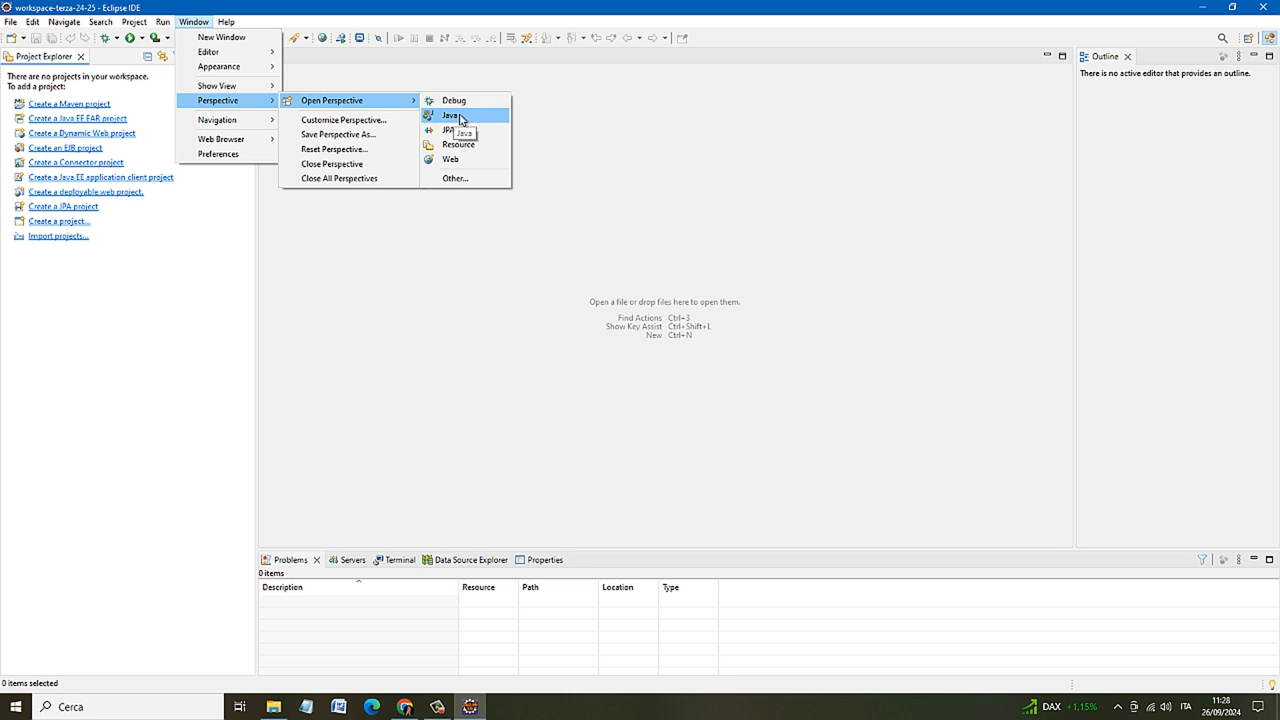 workspace-terza-24-25 - Eclipse IDE
File Edit Navigate Search Project Run Window Help
Project Explorer
There are no projects in your workspace.
To add a project:
Create a Maven project
Create a Java EE EAR project
Create a Dynamic Web project
Create an EJB project
Create a Connector project
Create a Java EE application client project
Create a deployable web project.
Create a JPA project
Create a project...
Import projects...
New Window
Editor
Appearance
Show View
Perspective
Navigation
Web Browser
Preferences
Open Perspective
Customize Perspective...
Save Perspective As...
Reset Perspective...
Close Perspective
Close All Perspectives
Debug
Java
JPA
Java
Resource
Web
Other...
Outline
There is no active editor that provides an outline.
Open a file or drop files here to open them.
Find Actions Ctrl+3
Show Key Assist Ctrl+Shift+L
New Ctrl+N
Problems Servers Terminal Data Source Explorer Properties
0 items
Description Resource Path Location Type
0 items selected
Cerca
DAX +1,15% ITA 11:28
26/09/2024